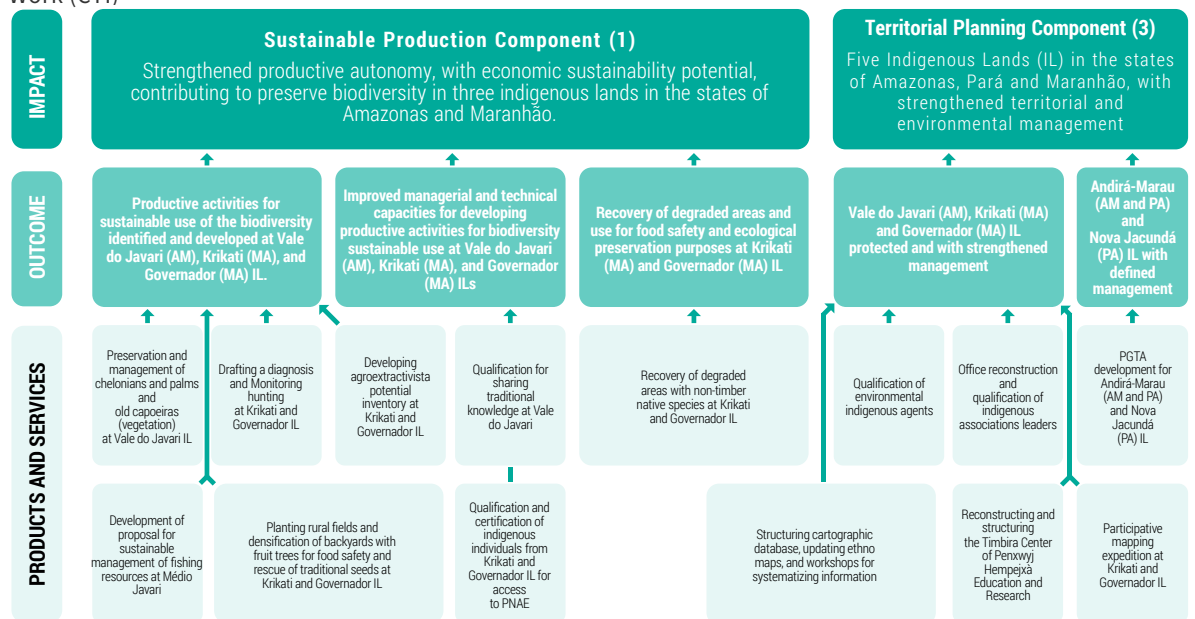 Work (CTI)
IMPACT
Sustainable Production Component (1)
Strengthened productive autonomy, with economic sustainability potential,
contributing to preserve biodiversity in three indigenous lands in the states of
Amazonas and Maranhão.
Territorial Planning Component (3)
Five Indigenous Lands (IL) in the states
of Amazonas, Pará and Maranhão, with
strengthened territorial and
environmental management
OUTCOME
Productive activities for
sustainable use of the biodiversity
identified and developed at Vale
do Javari (AM), Krikati (MA), and
Governador (MA) IL.
Improved managerial and technical
capacities for developing
productive activities for biodiversity
sustainable use at Vale do Javari
(AM), Krikati (MA), and Governador
(MA) ILs
Recovery of degraded areas and
use for food safety and ecological
preservation purposes at Krikati
(MA) and Governador (MA) IL
Vale do Javari (AM), Krikati (MA)
and Governador (MA) IL
protected and with strengthened
management
Andirá-Marau
(AM and PA)
and
Nova Jacundá
(PA) IL with
defined
management
PRODUCTS AND SERVICES
Preservation and
management of
chelonians and palms
and
old capoeiras
(vegetation)
at Vale do Javari IL
Drafting a diagnosis
and Monitoring
hunting
at Krikati and
Governador IL
Developing
agroextractivista
potential
inventory at
Krikati and
Governador IL
Qualification for
sharing
traditional
knowledge at Vale
do Javari
Recovery of degraded
areas with non-timber
native species at Krikati
and Governador IL
Qualification of
environmental
indigenous agents
Office reconstruction
and
qualification of
indigenous
associations leaders
PGTA
development for
Andirá-Marau
(AM and PA)
and Nova
Jacundá
(PA) IL
Development of
proposal for
sustainable
management of fishing
resources at Médio
Javari
Planting rural fields and
densification of backyards with
fruit trees for food safety and
rescue of traditional seeds at
Krikati and Governador IL
Qualification and
certification of
indigenous
individuals from
Krikati and
Governador IL for
access
to PNAE
Structuring cartographic
database, updating ethno
maps, and workshops for
systematizing information
Reconstructing and
structuring
the Timbira Center
of Penxwyj
Hempejxà
Education and
Research
Participative
mapping
expedition at
Krikati and
Governador IL